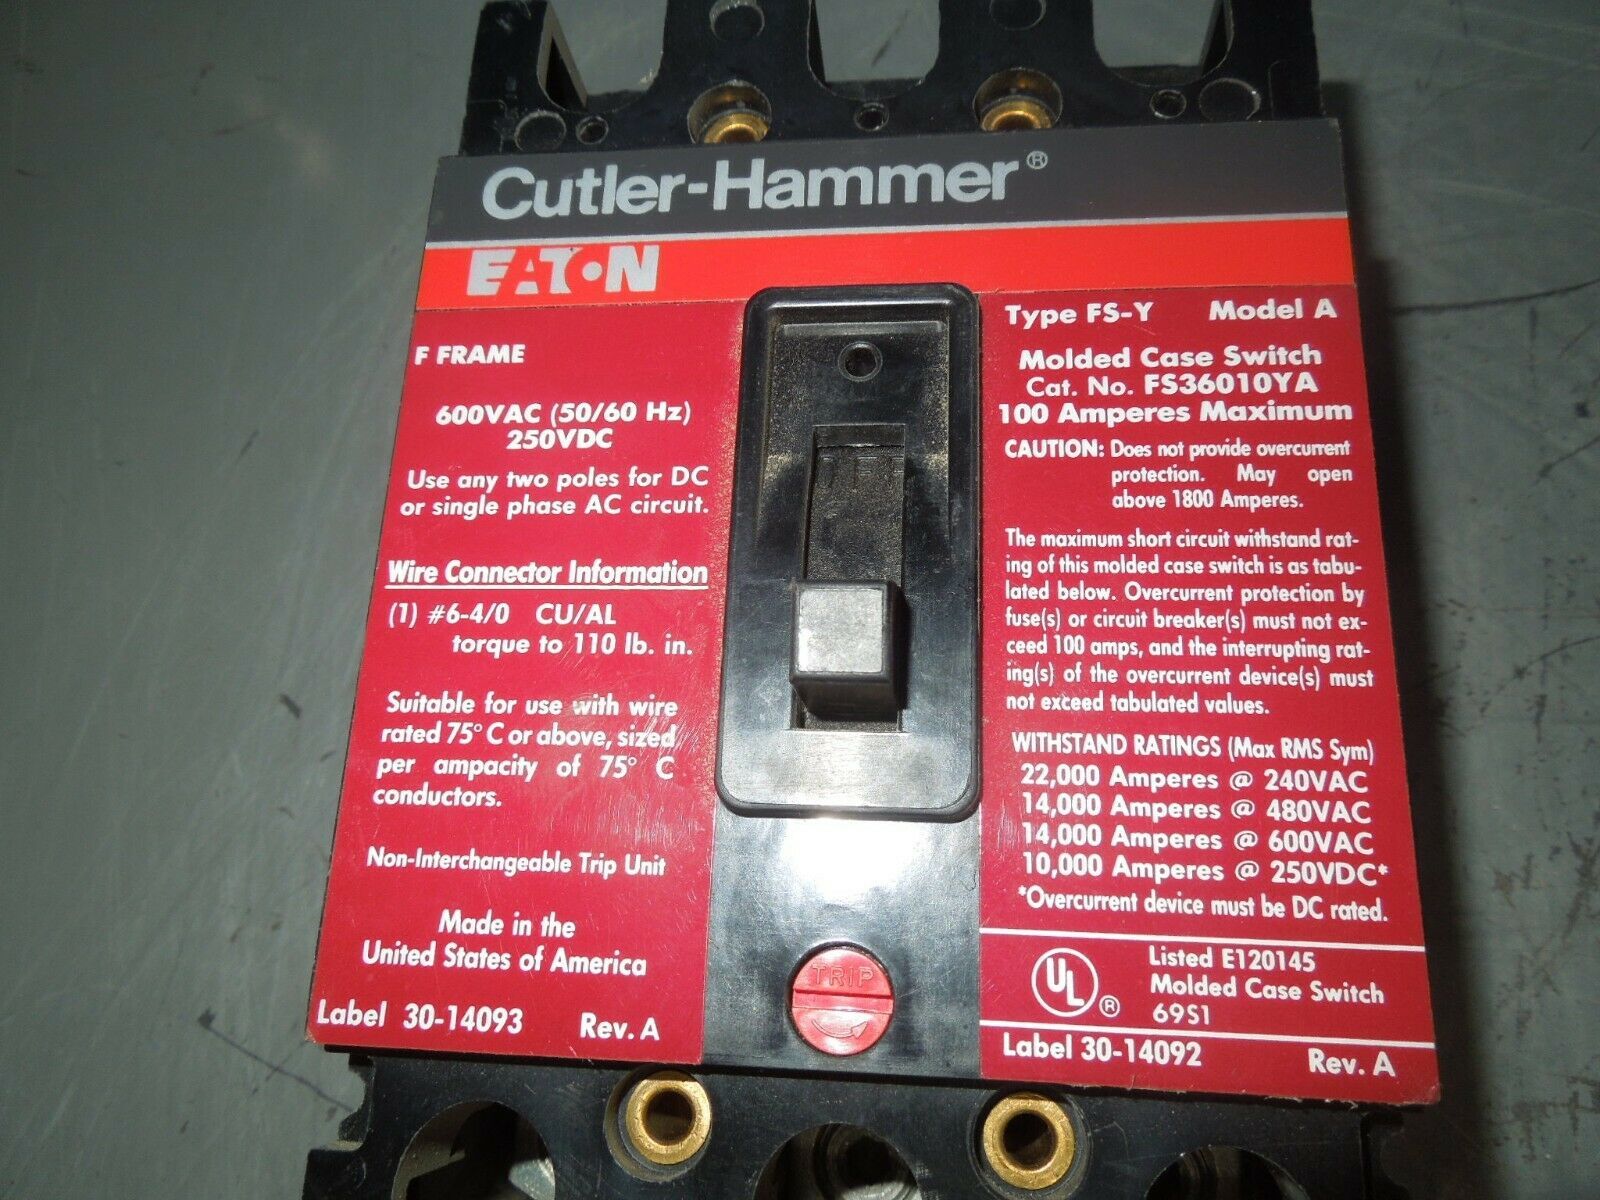 Cutler-Hammer®
EATON
F FRAME
600VAC (50/60 Hz)
250VDC
Use any two poles for DC
or single phase AC circuit.
Wire Connector Information
(1) #6-4/0 CU/AL
torque to 110 lb. in.
Suitable for use with wire
rated 75° C or above, sized
per ampacity of 75° C
conductors.
Non-Interchangeable Trip Unit
Made in the
United States of America
Label 30-14093 Rev. A
TRIP
Type FS-Y Model A
Molded Case Switch
Cat. No. FS36010YA
100 Amperes Maximum
CAUTION: Does not provide overcurrent
protection. May open
above 1800 Amperes.
The maximum short circuit withstand rat-
ing of this molded case switch is as tabu-
lated below. Overcurrent protection by
fuse(s) or circuit breaker(s) must not ex-
ceed 100 amps, and the interrupting rat-
ing(s) of the overcurrent device(s) must
not exceed tabulated values.
WITHSTAND RATINGS (Max RMS Sym)
22,000 Amperes @ 240VAC
14,000 Amperes @ 480VAC
14,000 Amperes @ 600VAC
10,000 Amperes @ 250VDC*
*Overcurrent device must be DC rated.
UL®
Listed E120145
Molded Case Switch
69S1
Label 30-14092 Rev. A